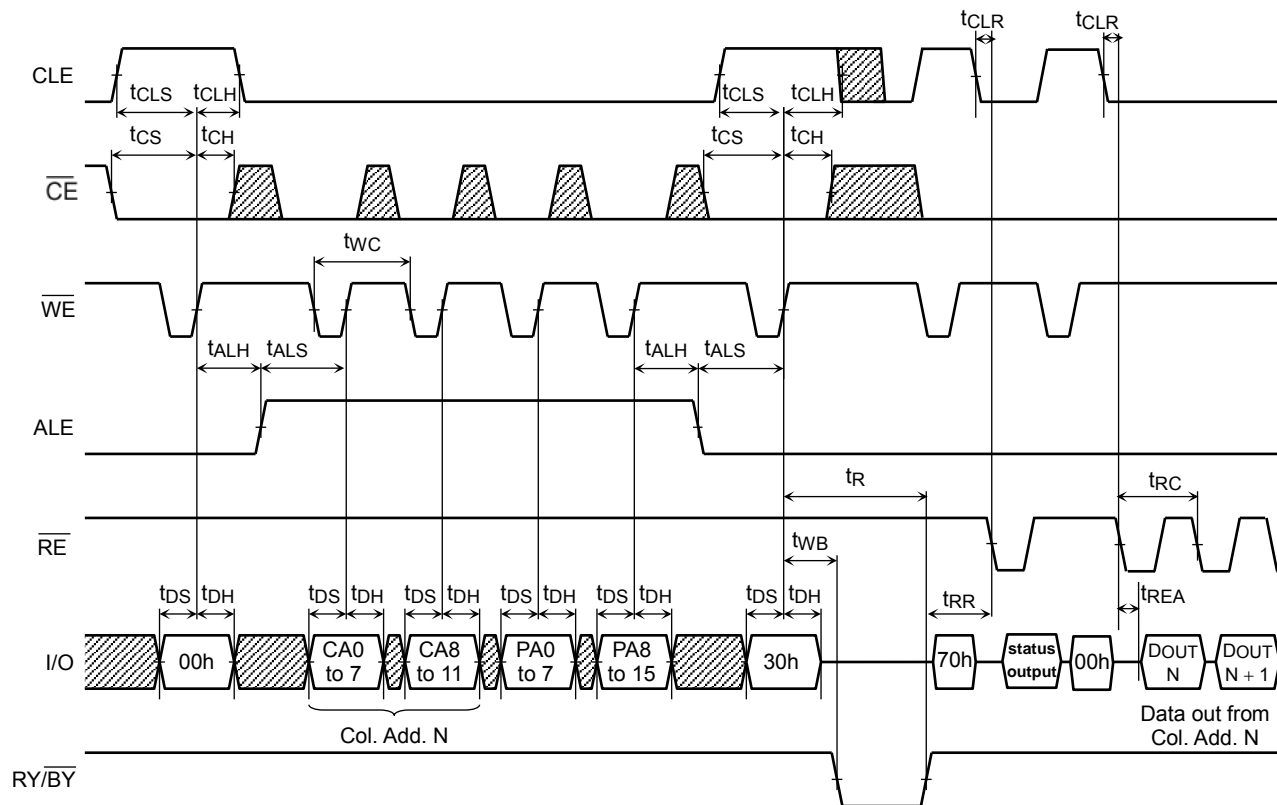 tCLR tCLR
CLE
tCLS tCLH tCLS tCLH
tCS tCH tCS tCH
CE
tWC
WE
tALH tALS tALH tALS
ALE
tR tRC
RE
tWB
tDS tDH tDS tDH tDS tDH tDS tDH tDS tDH tDS tDH tRR tREA
I/O
00h
CA0 to 7
CA8 to 11
PA0 to 7
PA8 to 15
30h
70h
status output
00h
DOUT N
DOUT N + 1
Col. Add. N
Data out from
Col. Add. N
RY/BY